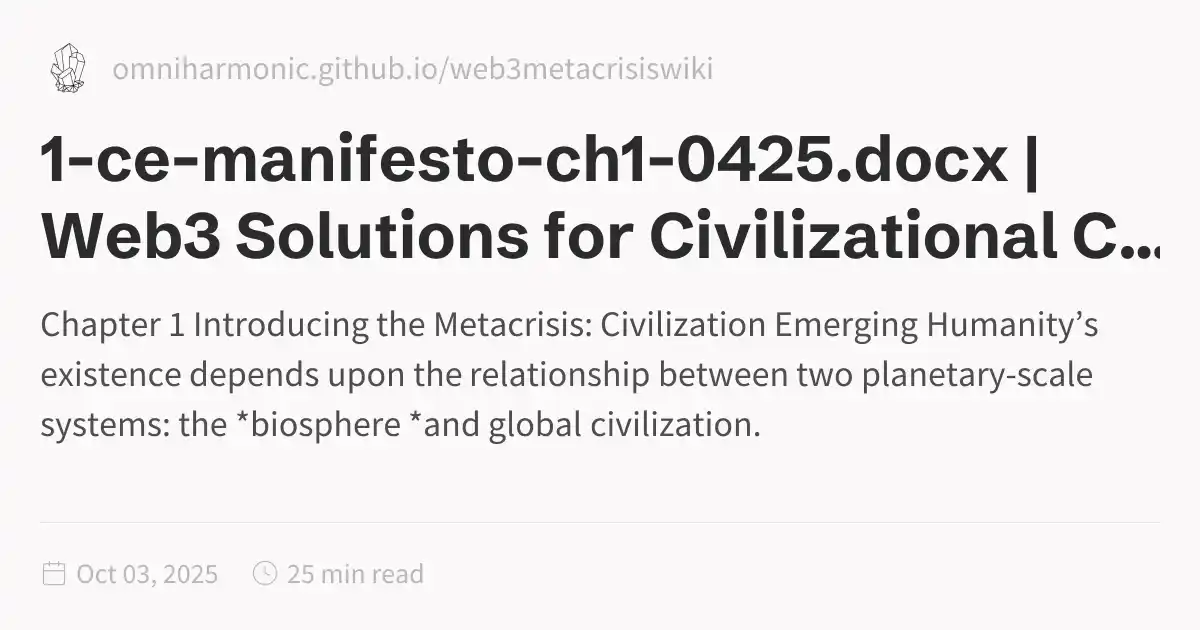 omniharmonic.github.io/web3metacrisiswiki
1-ce-manifesto-ch1-0425.docx |
Web3 Solutions for Civilizational C...
Chapter 1 Introducing the Metacrisis: Civilization Emerging Humanity’s
existence depends upon the relationship between two planetary-scale
systems: the *biosphere *and global civilization.
Oct 03, 2025
25 min read